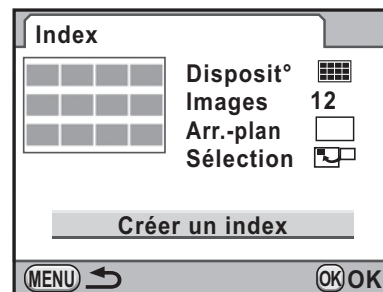 Index
Disposit°
Images 12
Arr.-plan
Sélection
Créer un index
MENU OK OK